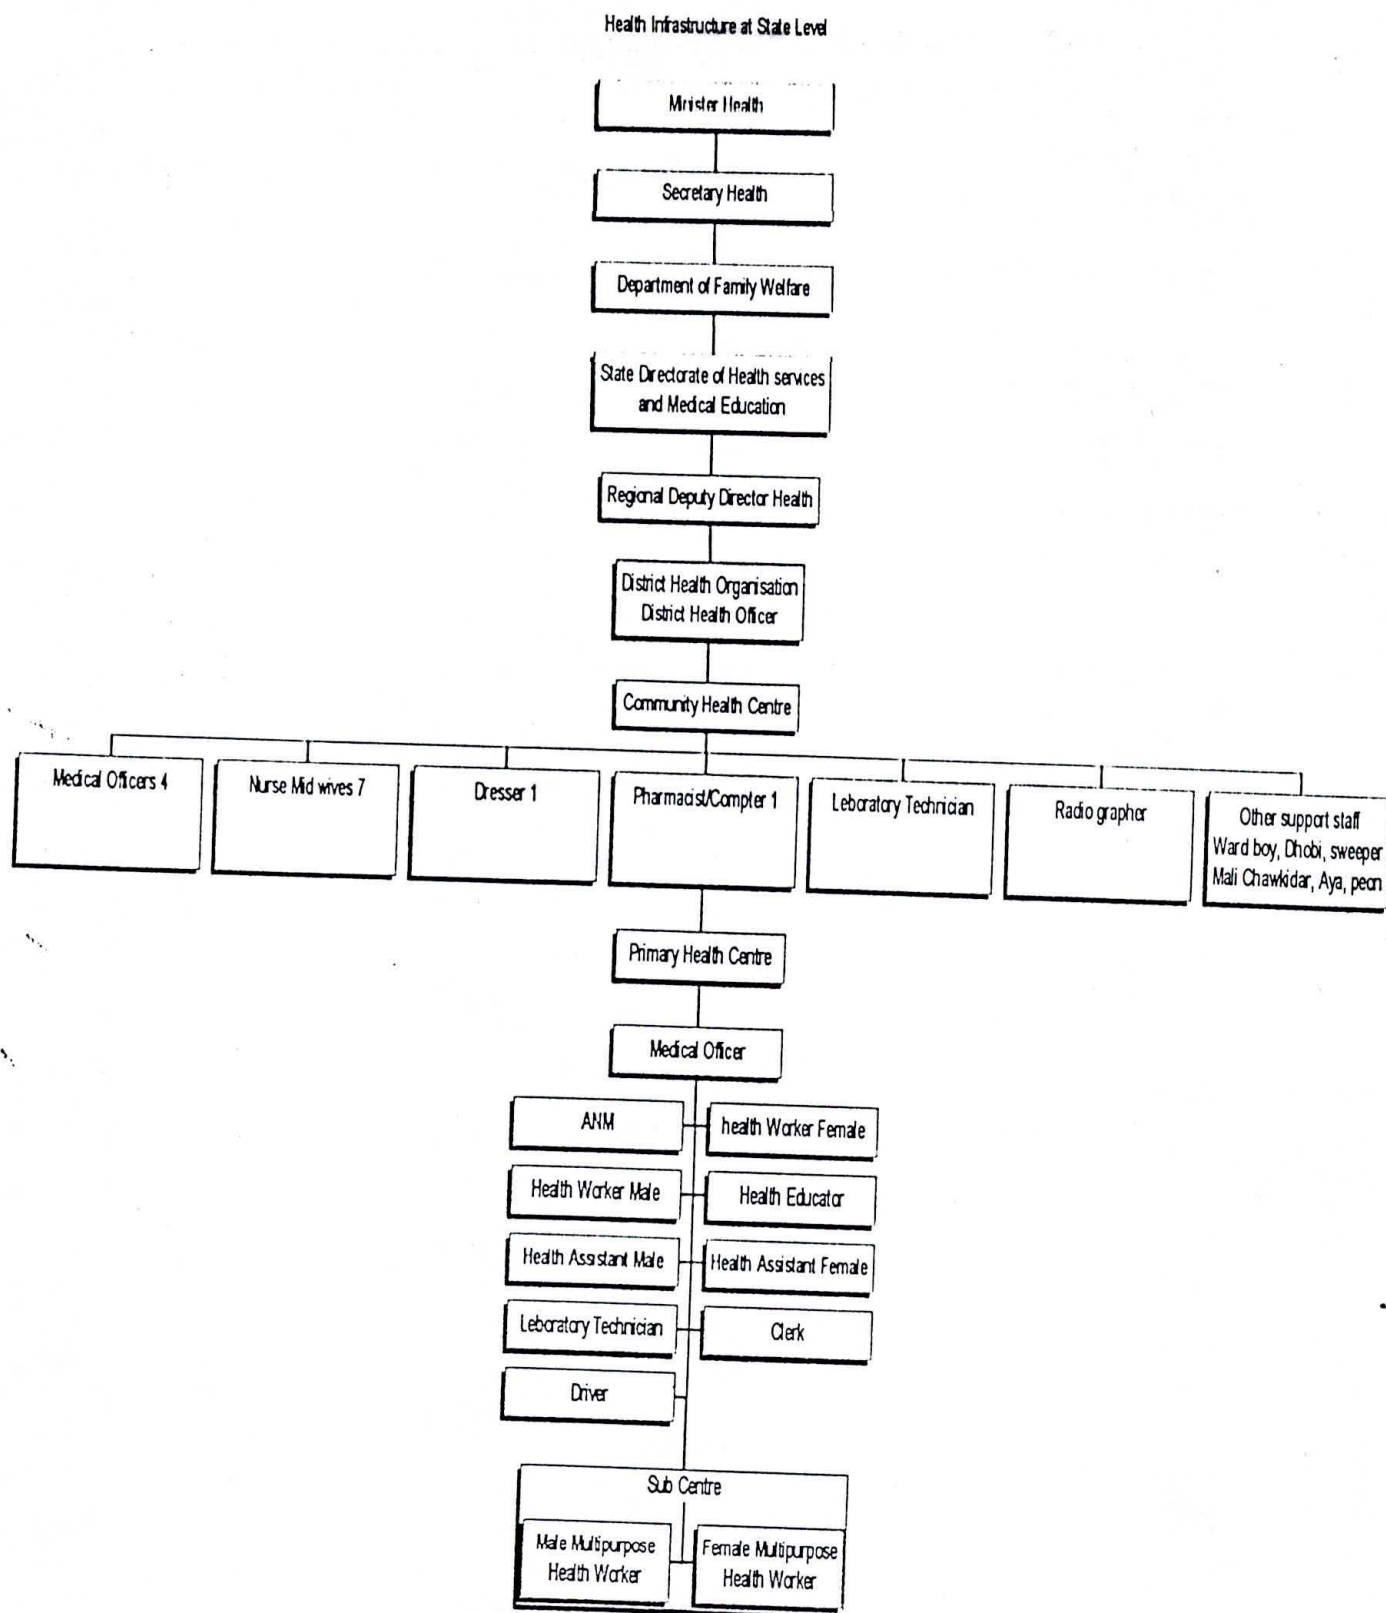 Health Infrastructure at State Level
Minister Health
Secretary Health
Department of Family Welfare
State Directorate of Health services
and Medical Education
Regional Deputy Director Health
District Health Organisation
District Health Officer
Community Health Centre
Medical Officers 4
Nurse Mid wives 7
Dresser 1
Pharmacist/Compter 1
Leboratory Technician
Radio grapher
Other support staff
Ward boy, Dhobi, sweeper
Mali Chawkidar, Aya, peon
Primary Health Centre
Medical Officer
ANM
health Worker Female
Health Worker Male
Health Educator
Health Assistant Male
Health Assistant Female
Leboratory Technician
Clerk
Driver
Sub Centre
Male Multipurpose
Health Worker
Female Multipurpose
Health Worker